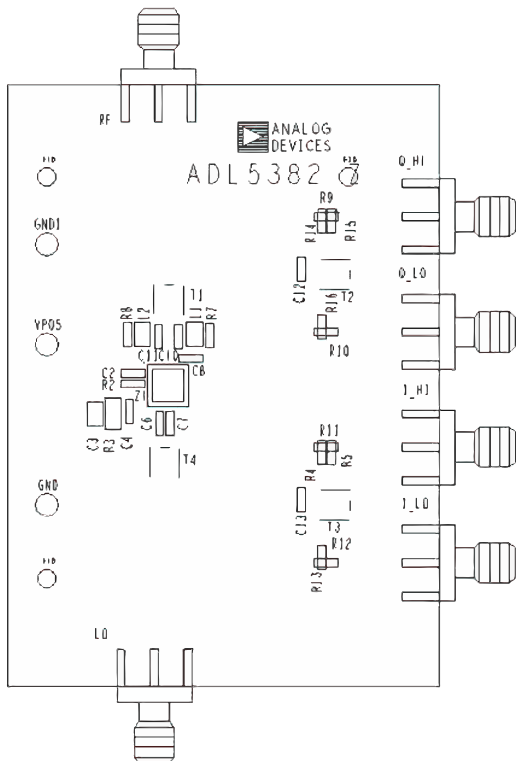 RF
ANALOG
DEVICES
ADL5382 Z
FID
FID
Q_HI
GND1
R9
R14
R15
C12
Q_LO
T1
T2
R16
VPOS
R8
L2
L1
R7
R10
C11
C10
C8
C2
R2
Z1
I_HI
C3
R3
C4
C6
C7
R11
R4
R5
T4
GND
C13
I_LO
T3
R12
R13
FID
LO